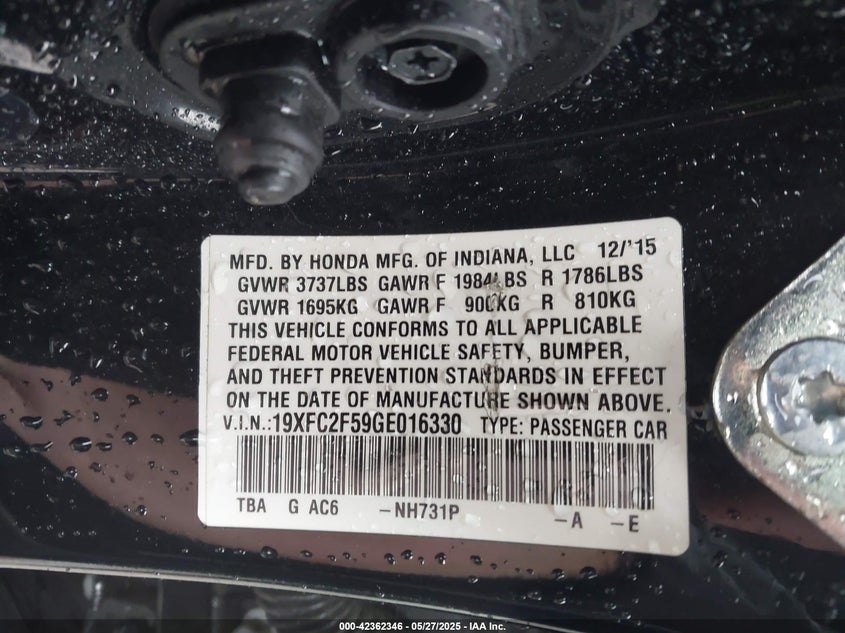 MFD. BY HONDA MFG. OF INDIANA, LLC 12/'15
GVWR 3737LBS GAWR F 1984LBS R 1786LBS
GVWR 1695KG GAWR F 900KG R 810KG
THIS VEHICLE CONFORMS TO ALL APPLICABLE
FEDERAL MOTOR VEHICLE SAFETY, BUMPER,
AND THEFT PREVENTION STANDARDS IN EFFECT
ON THE DATE OF MANUFACTURE SHOWN ABOVE.
V.I.N.:19XFC2F59GE016330 TYPE: PASSENGER CAR
TBA G AC6 -NH731P -A -E
000-42362346 - 05/27/2025 - IAA Inc.